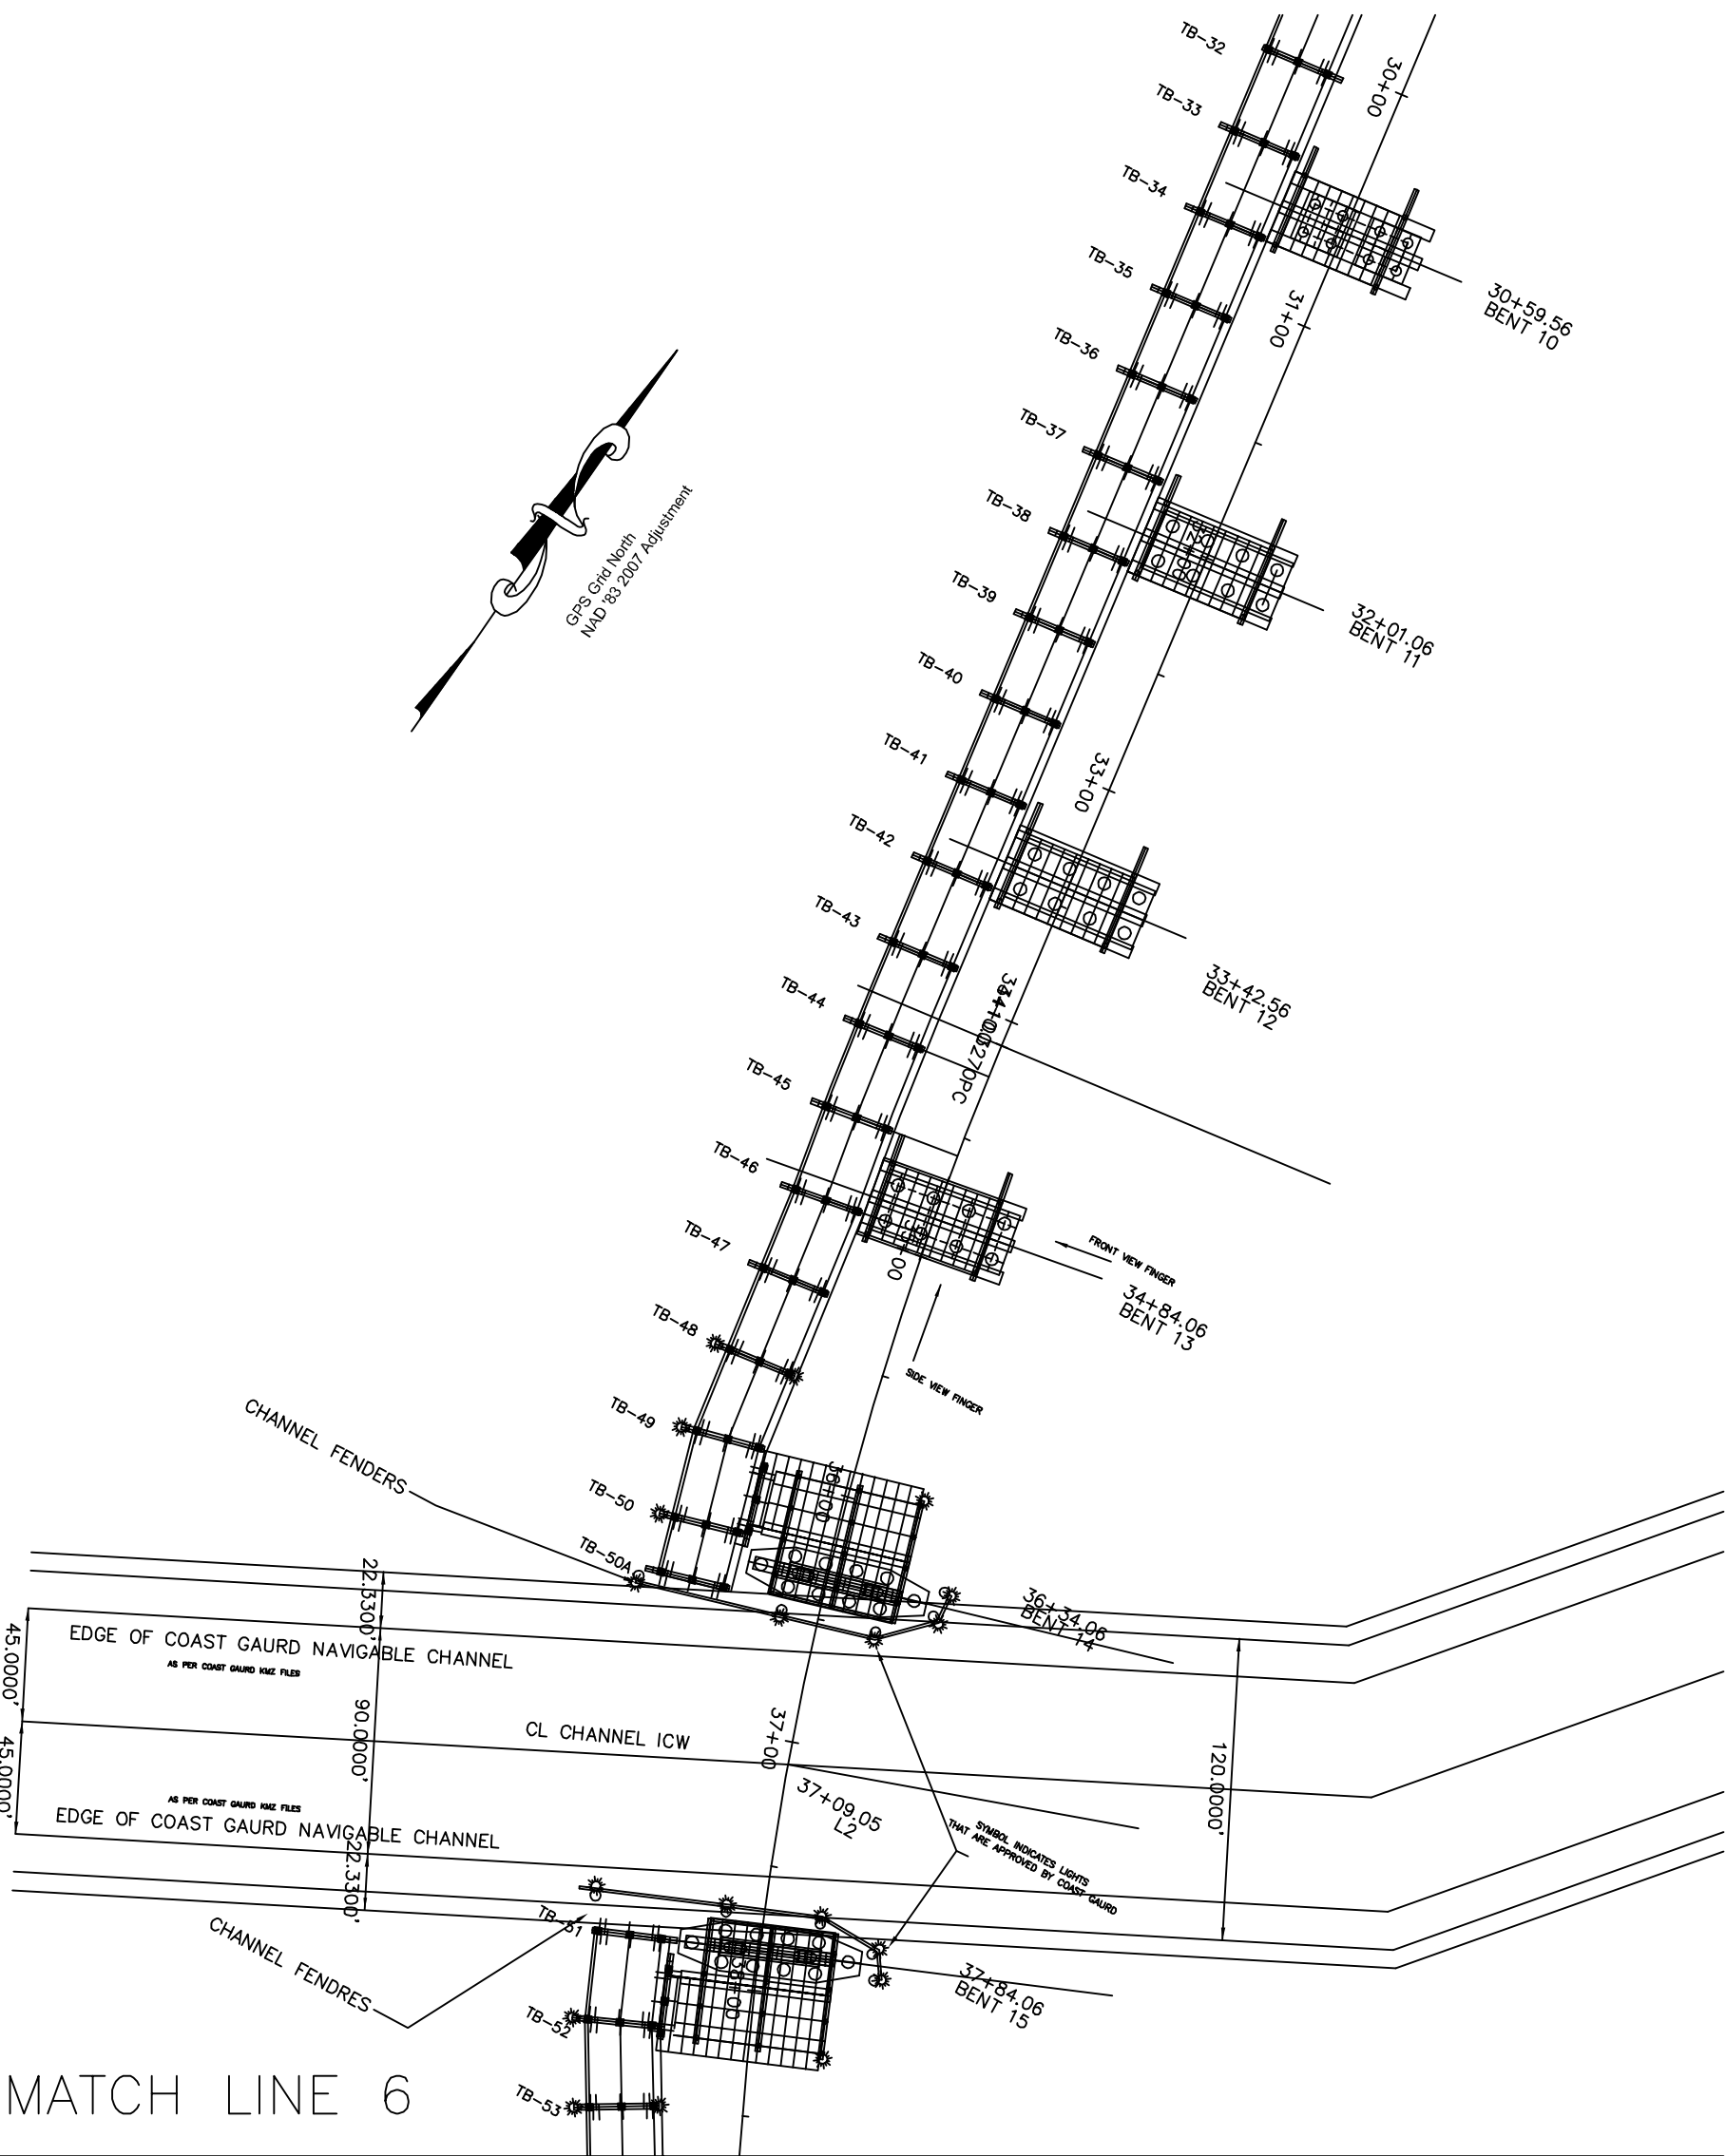 TB-32
30+00
TB-33
TB-34
TB-35
30+59.56
BENT 10
31+00
TB-36
TB-37
TB-38
GPS Grid North
NAD '83 2007 Adjustment
TB-39
32+01.06
BENT 11
TB-40
TB-41
33+00
TB-42
TB-43
33+42.56
BENT 12
TB-44
TB-45
TB-46
TB-47
FRONT VIEW FINGER
34+84.06
BENT 13
TB-48
SIDE VIEW FINGER
TB-49
CHANNEL FENDERS
36+00
TB-50
TB-50A
22.3300'
36+34.06
BENT 14
45.0000'
EDGE OF COAST GAURD NAVIGABLE CHANNEL
AS PER COAST GAURD KMZ FILES
90.0000'
CL CHANNEL ICW
37+00
120.0000'
45.0000'
37+09.05
L2
AS PER COAST GAURD KMZ FILES
EDGE OF COAST GAURD NAVIGABLE CHANNEL
SYMBOL INDICATES LIGHTS
THAT ARE APPROVED BY COAST GAURD
22.3300'
TB-51
CHANNEL FENDRES
38+00
37+84.06
BENT 15
TB-52
TB-53
MATCH LINE 6